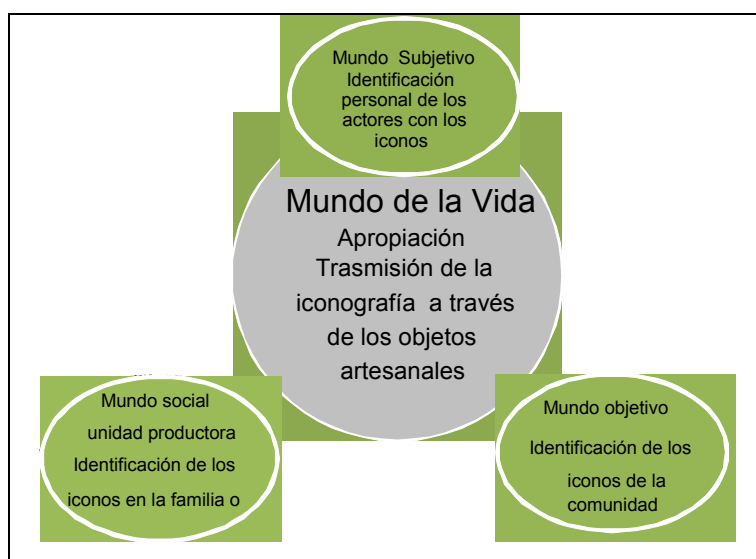 Mundo Subjetivo
Identificación
personal de los
actores con los
iconos
Mundo de la Vida
Apropiación
Trasmisión de la
iconografía a través
de los objetos
artesanales
Mundo social
unidad productora
Identificación de los
iconos en la familia o
Mundo objetivo
Identificación de los
iconos de la
comunidad